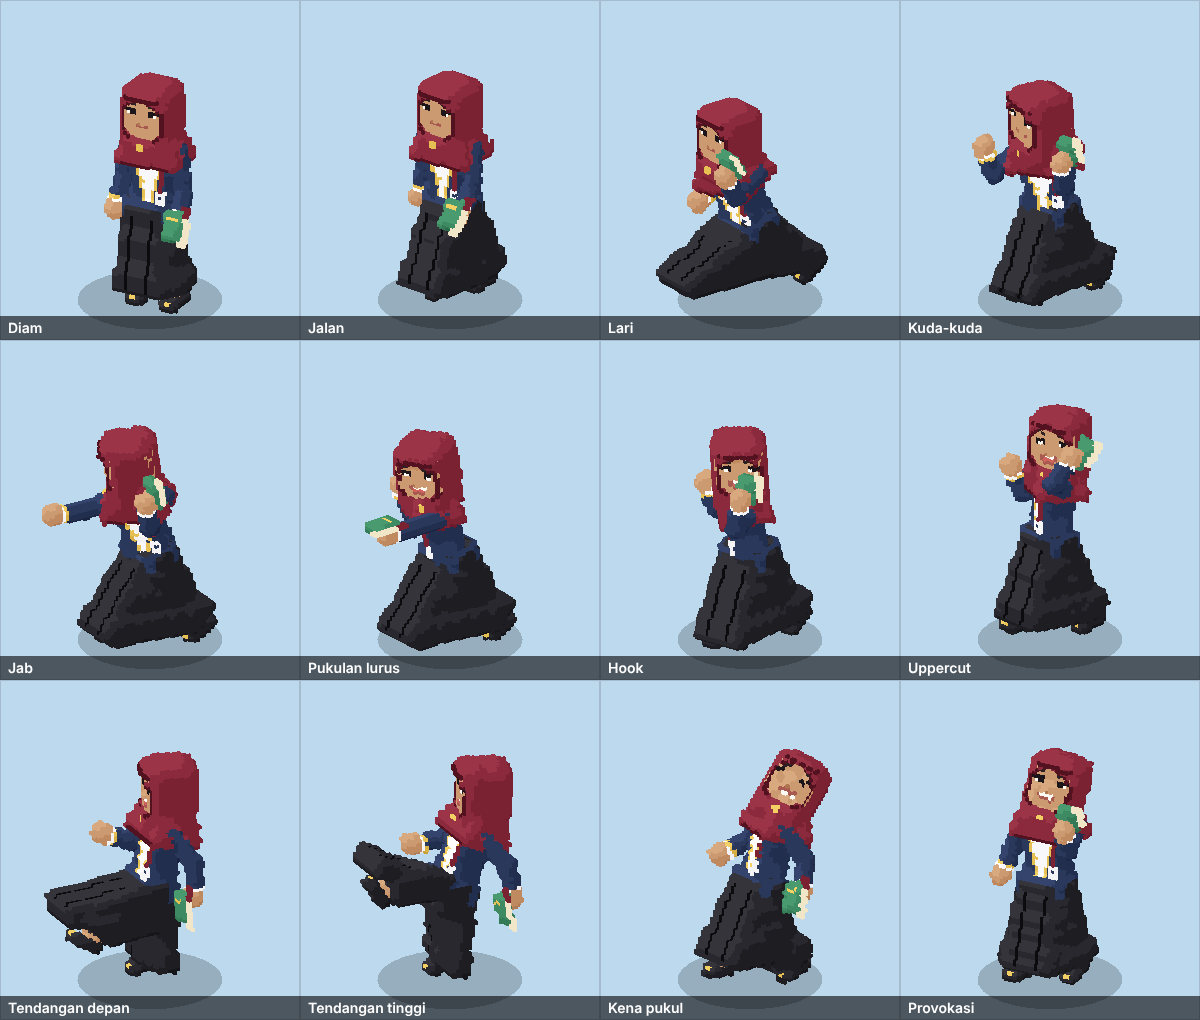 Diam
Jalan
Lari
Kuda-kuda
Jab
Pukulan lurus
Hook
Uppercut
Tendangan depan
Tendangan tinggi
Kena pukul
Provokasi